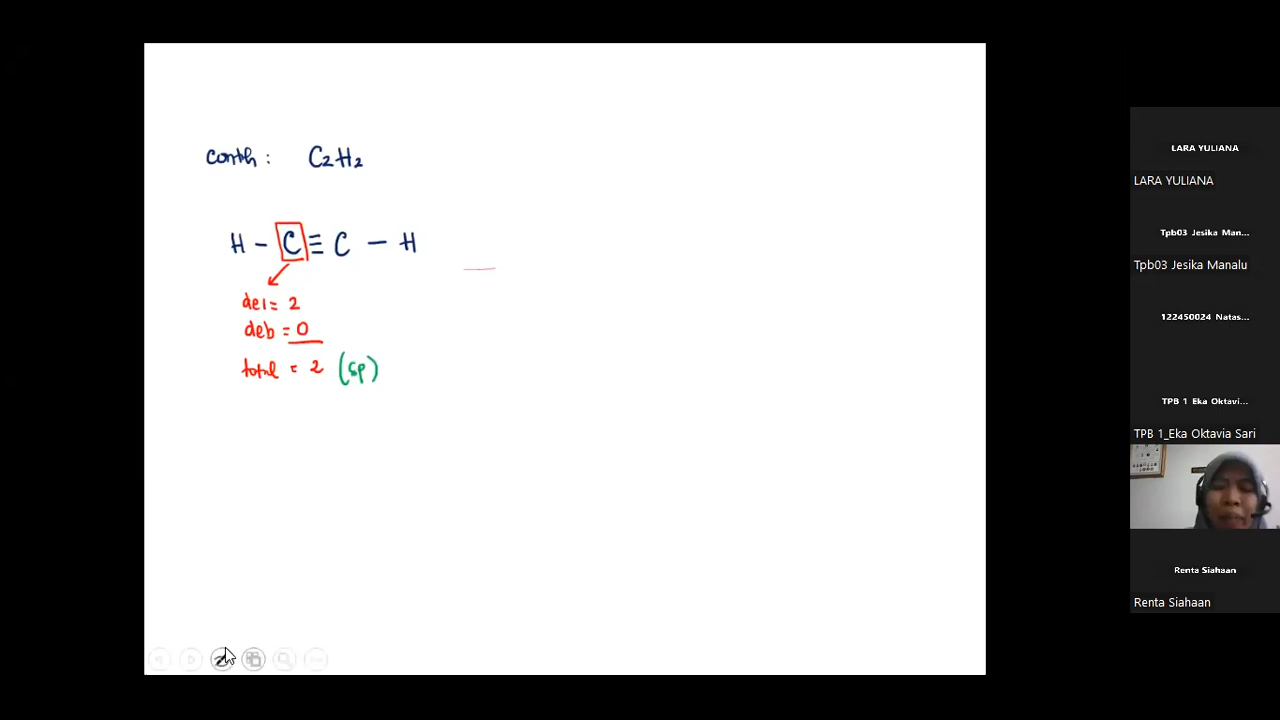 contoh : C2H2
H - C ≡ C - H
dei = 2
deb = 0
total = 2 (sp)
LARA YULIANA
LARA YULIANA
Tpb03 Jesika Man...
Tpb03 Jesika Manalu
122450024 Natas...
TPB 1 Eka Oktavi...
TPB 1_Eka Oktavia Sari
Renta Siahaan
Renta Siahaan